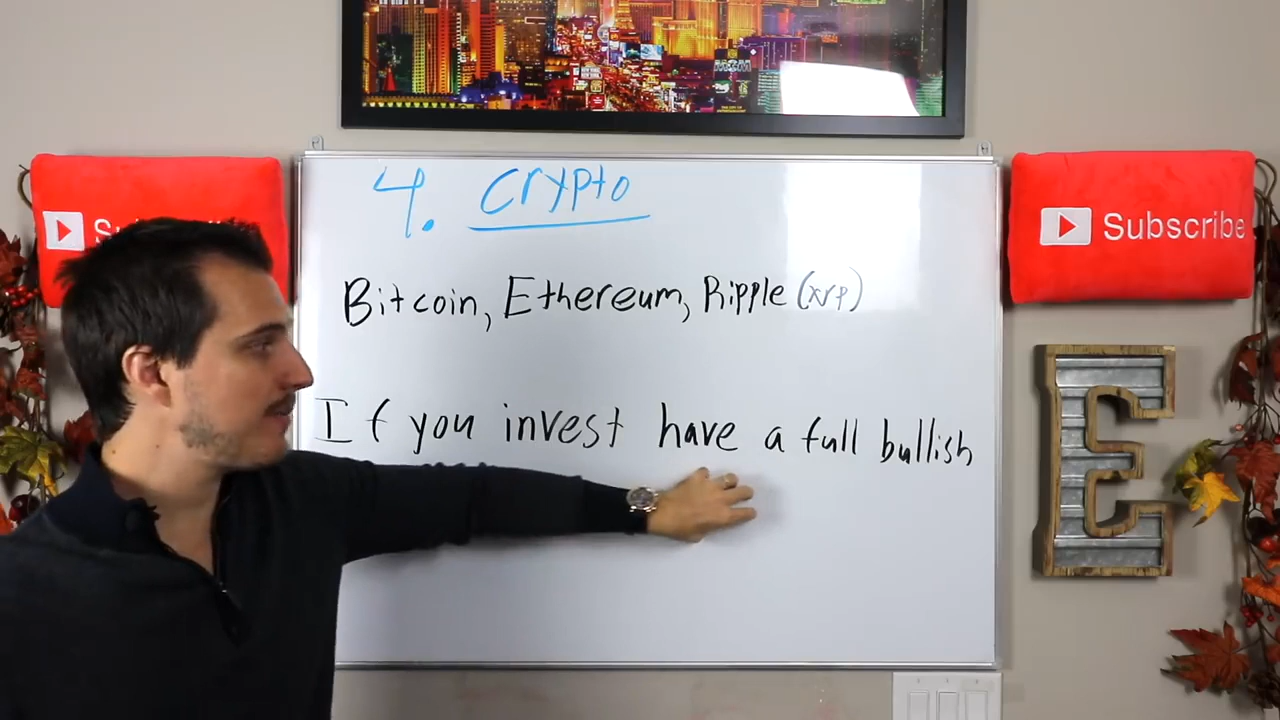 4. Crypto
Subscribe
Bitcoin, Ethereum, Ripple (xrp)
If you invest have a full bullish
E